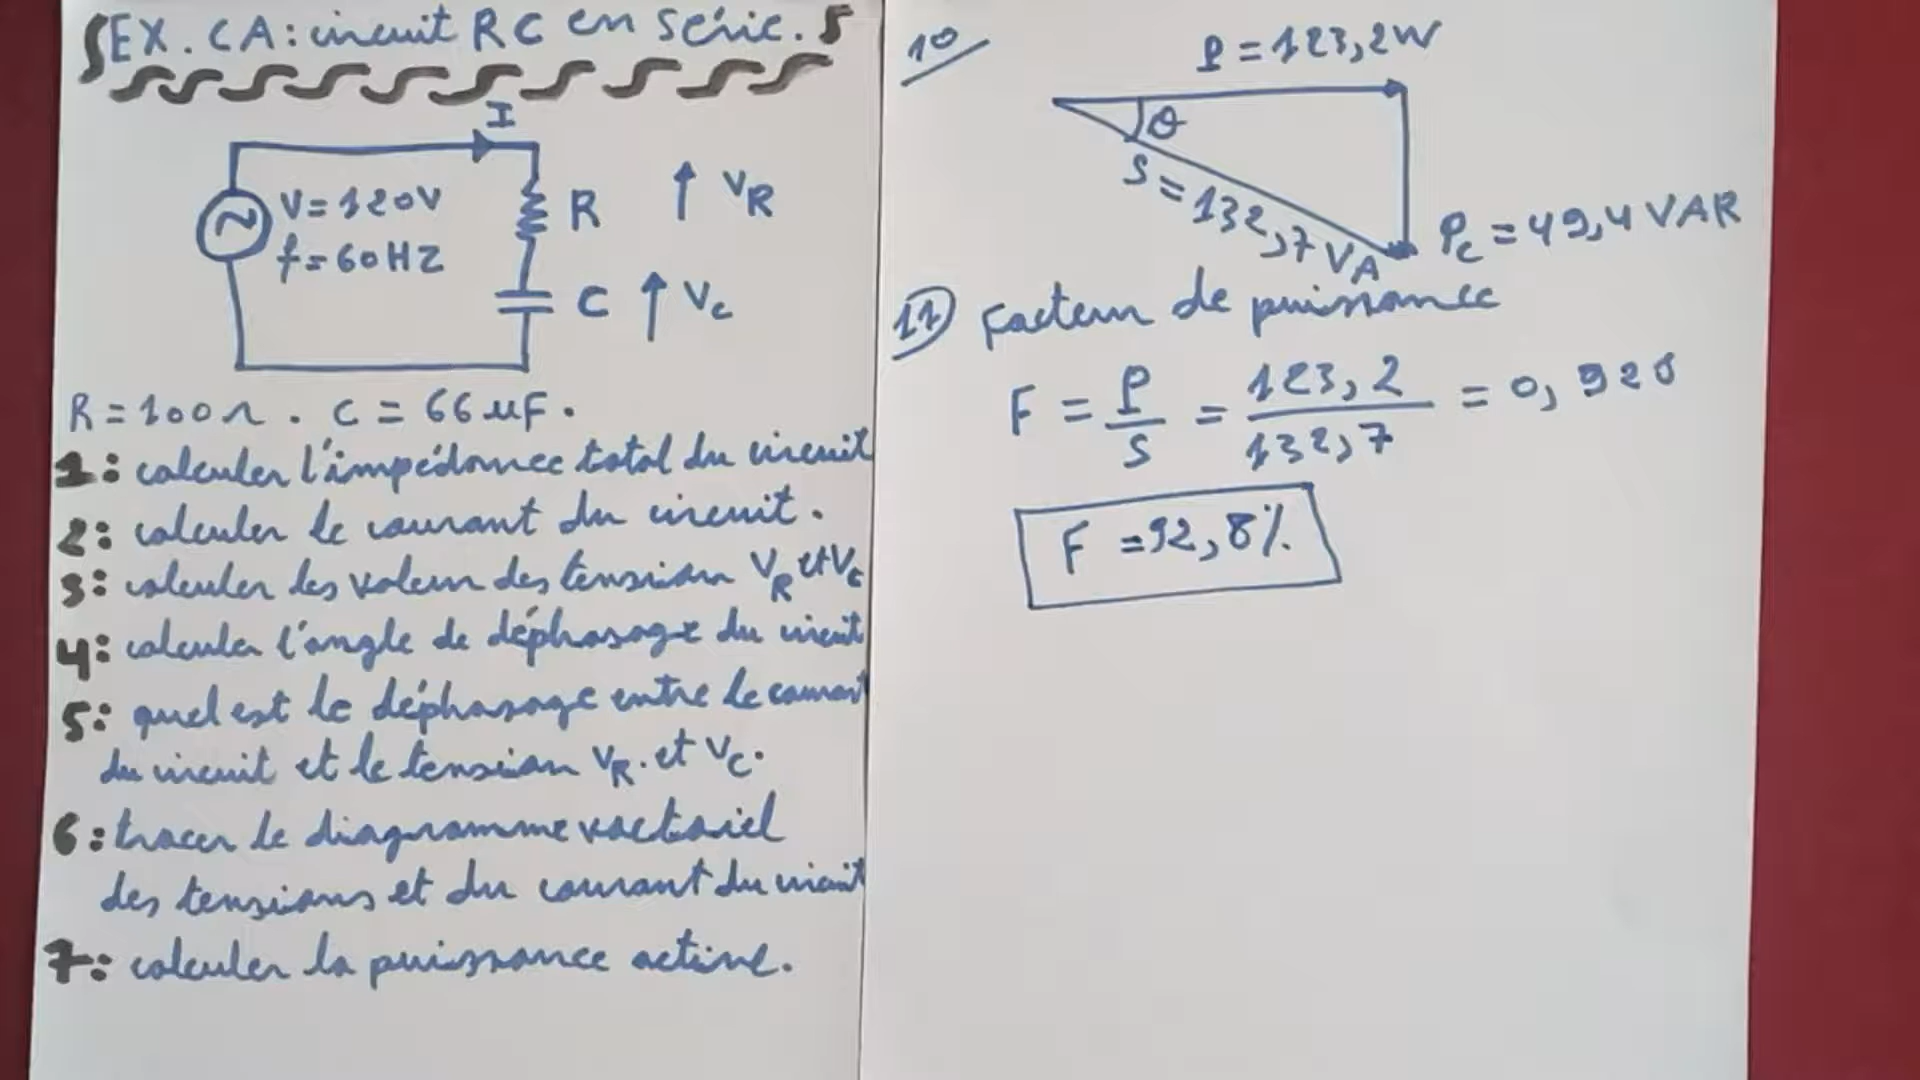 EX. CA: circuit RC en série.
I
V=120V
f=60HZ
R
VR
C
Vc
R=100Ω. C=66µF.
1: calculer l'impédance total du circuit
2: calculer le courant du circuit.
3: calculer les valeur des tension VR et Vc
4: calculer l'angle de déphasage du circuit
5: quel est le déphasage entre le courant
du circuit et le tension VR. et Vc.
6: tracer le diagramme vectoriel
des tensions et du courant du circuit
7: calculer la puissance active.
10
P=123,2W
θ
S=132,7VA
Pc=49,4VAR
11 Facteur de puissance
F = P/S = 123,2/132,7 = 0,928
F =92,8%.